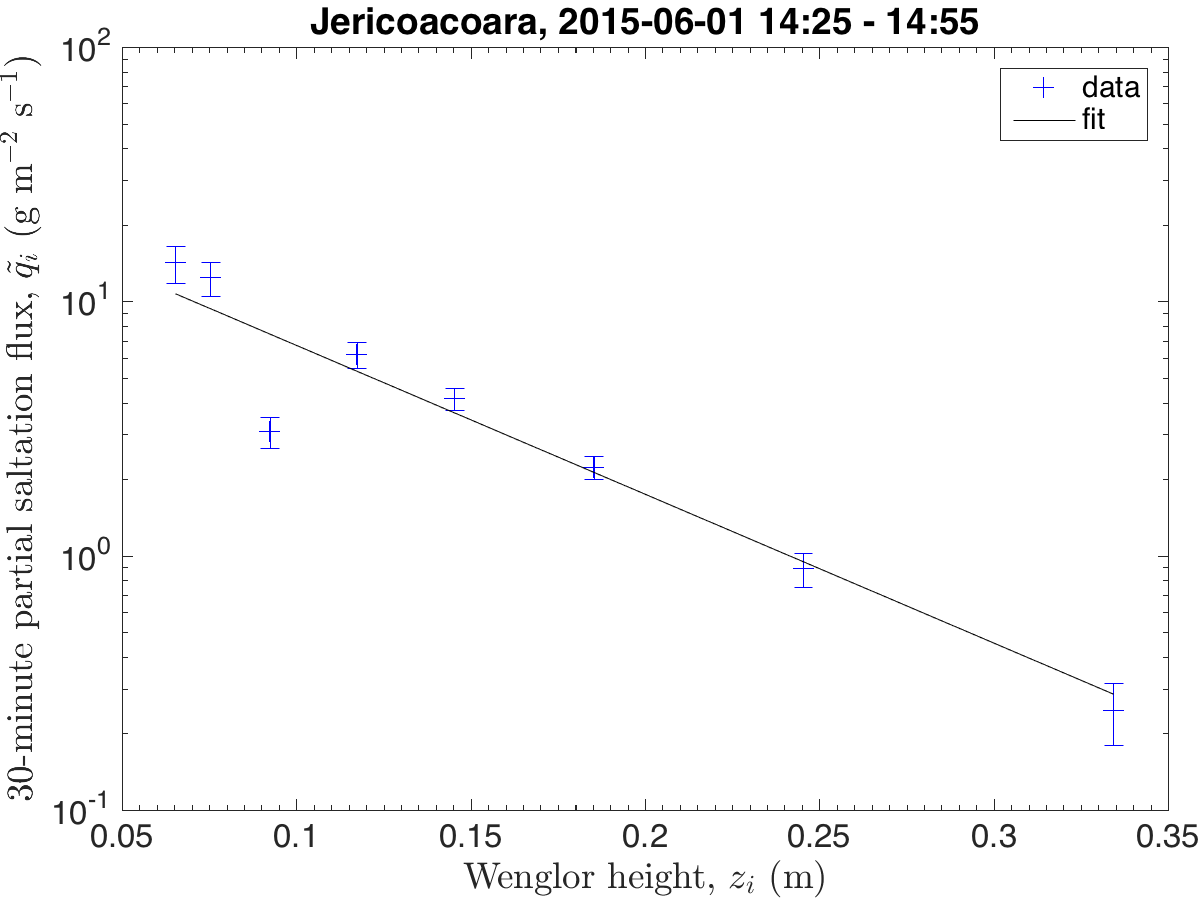 Jericoacoara, 2015-06-01 14:25 - 14:55
10^2
data
fit
30-minute partial saltation flux, q̃_i (g m^−2 s^−1)
10^1
10^0
10^-1
0.05 0.1 0.15 0.2 0.25 0.3 0.35
Wenglor height, z_i (m)